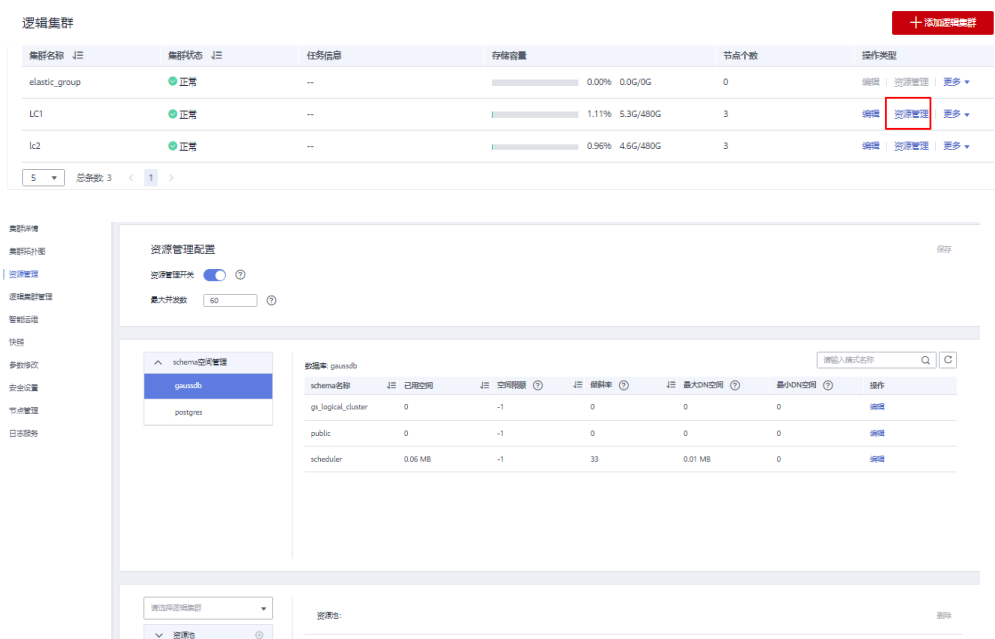 逻辑集群
添加逻辑集群
集群名称 集群状态 任务信息 存储容量 节点个数 操作类型
elastic_group 正常 -- 0.00% 0.0G/0G 0 编辑 资源管理 更多
LC1 正常 -- 1.11% 5.3G/480G 3 编辑 资源管理 更多
lc2 正常 -- 0.96% 4.6G/480G 3 编辑 资源管理 更多
5 总条数: 3 < 1 >
集群详情
集群拓扑图
资源管理
逻辑集群管理
智能运维
快照
参数修改
安全设置
节点管理
日志服务
资源管理配置 保存
资源管理开关 ?
最大并发数 60 ?
schema空间管理
gaussdb
postgres
数据库: gaussdb 请输入模式名称
schema名称 已用空间 空间限额 ? 倾斜率 ? 最大DN空间 ? 最小DN空间 ? 操作
gs_logical_cluster 0 -1 0 0 0 编辑
public 0 -1 0 0 0 编辑
scheduler 0.06 MB -1 33 0.01 MB 0 编辑
请选择逻辑集群
资源池
资源池: 删除